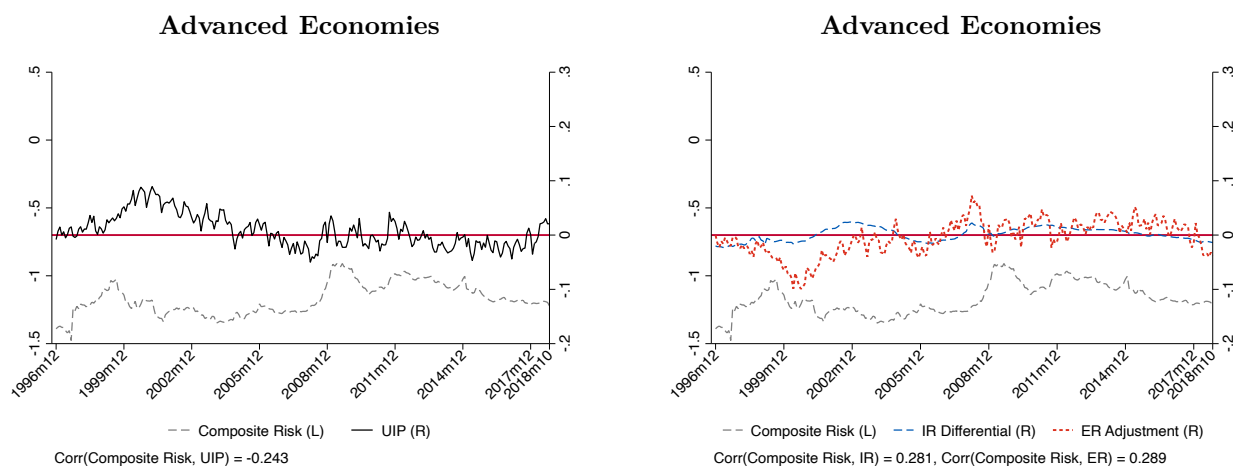 Advanced Economies
.5
0
-.5
-1
-1.5
.3
.2
.1
0
-.1
-.2
1996m12
1999m12
2002m12
2005m12
2008m12
2011m12
2014m12
2017m12
2018m10
Composite Risk (L) UIP (R)
Corr(Composite Risk, UIP) = -0.243
Advanced Economies
.5
0
-.5
-1
-1.5
.3
.2
.1
0
-.1
-.2
1996m12
1999m12
2002m12
2005m12
2008m12
2011m12
2014m12
2017m12
2018m10
Composite Risk (L) IR Differential (R) ER Adjustment (R)
Corr(Composite Risk, IR) = 0.281, Corr(Composite Risk, ER) = 0.289